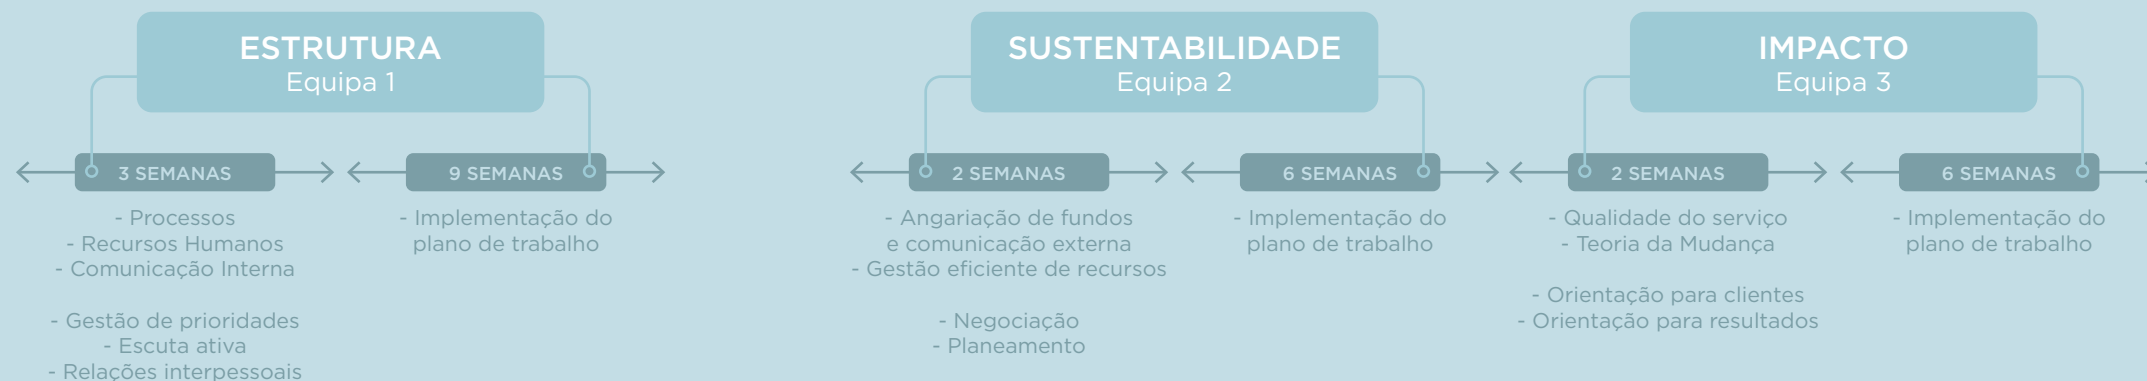 ESTRUTURA
Equipa 1
3 SEMANAS
- Processos
- Recursos Humanos
- Comunicação Interna
- Gestão de prioridades
- Escuta ativa
- Relações interpessoais
9 SEMANAS
- Implementação do
plano de trabalho
SUSTENTABILIDADE
Equipa 2
2 SEMANAS
- Angariação de fundos
e comunicação externa
- Gestão eficiente de recursos
- Negociação
- Planeamento
6 SEMANAS
- Implementação do
plano de trabalho
IMPACTO
Equipa 3
2 SEMANAS
- Qualidade do serviço
- Teoria da Mudança
- Orientação para clientes
- Orientação para resultados
6 SEMANAS
- Implementação do
plano de trabalho